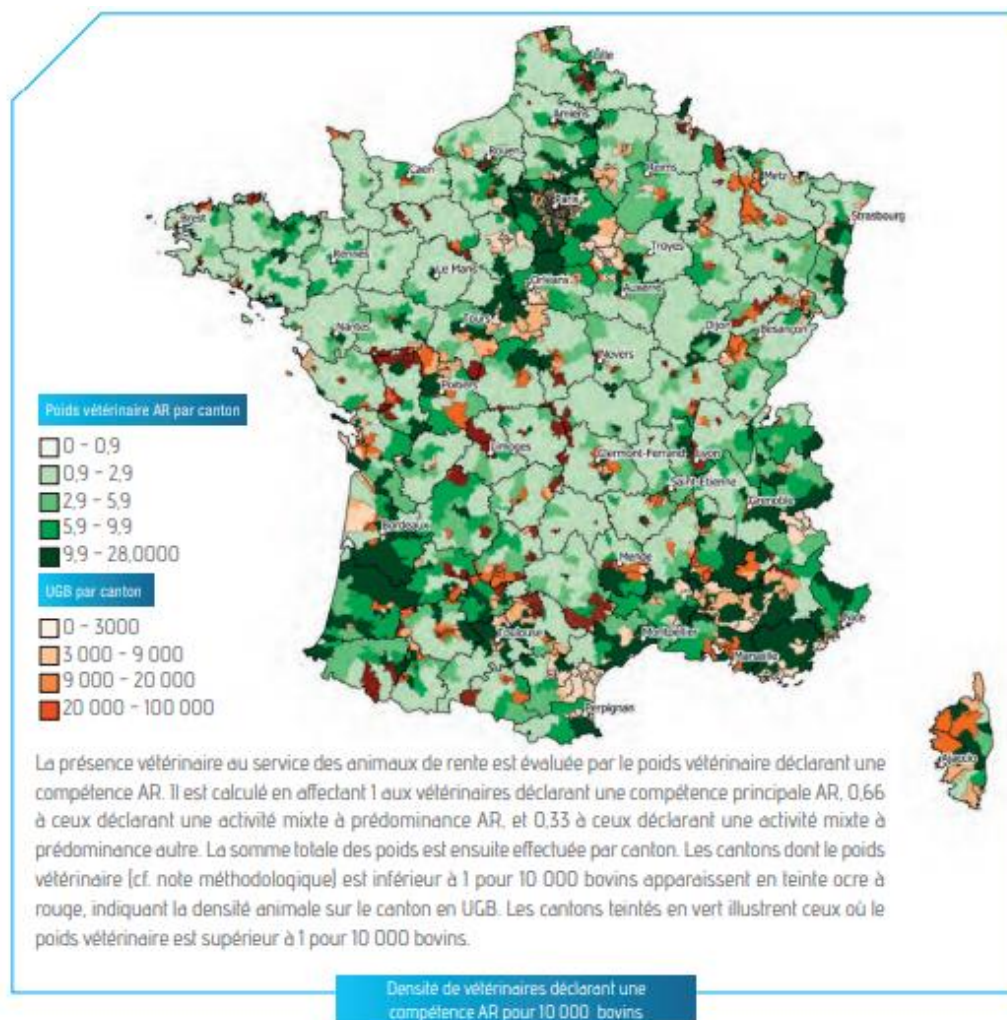 Lille
Amiens
Rouen
Caen
Reims
Metz
Paris
Strasbourg
Brest
Rennes
Le Mans
Troyes
Orléans
Auxerre
Nantes
Tours
Dijon
Besançon
Nevers
Poitiers
Poids vétérinaire AR par canton
0 - 0,9
0,9 - 2,9
2,9 - 5,9
5,9 - 9,9
9,9 - 28,0000
Limoges
Clermont-Ferrand
Lyon
Saint-Etienne
Grenoble
Bordeaux
Mende
UGB par canton
0 - 3000
3 000 - 9 000
9 000 - 20 000
20 000 - 100 000
Toulouse
Montpellier
Nice
Marseille
Perpignan
Ajaccio
La présence vétérinaire au service des animaux de rente est évaluée par le poids vétérinaire déclarant une
compétence AR. Il est calculé en affectant 1 aux vétérinaires déclarant une compétence principale AR, 0,66
à ceux déclarant une activité mixte à prédominance AR, et 0,33 à ceux déclarant une activité mixte à
prédominance autre. La somme totale des poids est ensuite effectuée par canton. Les cantons dont le poids
vétérinaire (cf. note méthodologique) est inférieur à 1 pour 10 000 bovins apparaissent en teinte ocre à
rouge, indiquant la densité animale sur le canton en UGB. Les cantons teintés en vert illustrent ceux où le
poids vétérinaire est supérieur à 1 pour 10 000 bovins.
Densité de vétérinaires déclarant une
compétence AR pour 10 000 bovins